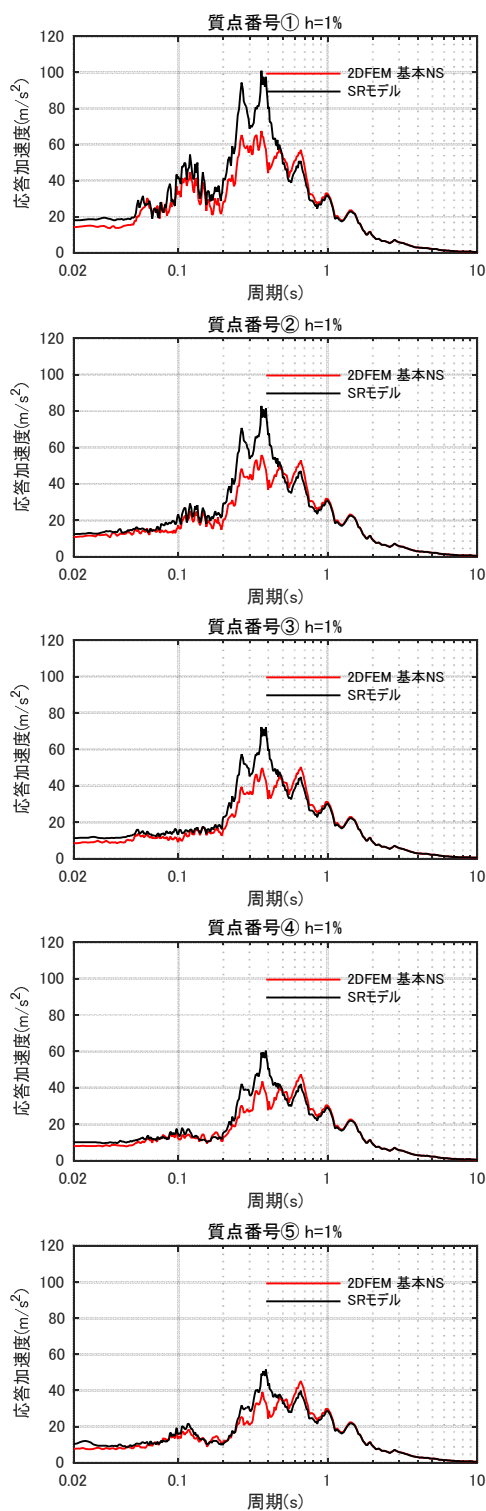 質点番号① h=1%
120
100
80
60
40
20
0
応答加速度(m/s²)
2DFEM 基本NS
SRモデル
0.02 0.1 1 10
周期(s)
質点番号② h=1%
120
100
80
60
40
20
0
応答加速度(m/s²)
2DFEM 基本NS
SRモデル
0.02 0.1 1 10
周期(s)
質点番号③ h=1%
120
100
80
60
40
20
0
応答加速度(m/s²)
2DFEM 基本NS
SRモデル
0.02 0.1 1 10
周期(s)
質点番号④ h=1%
120
100
80
60
40
20
0
応答加速度(m/s²)
2DFEM 基本NS
SRモデル
0.02 0.1 1 10
周期(s)
質点番号⑤ h=1%
120
100
80
60
40
20
0
応答加速度(m/s²)
2DFEM 基本NS
SRモデル
0.02 0.1 1 10
周期(s)